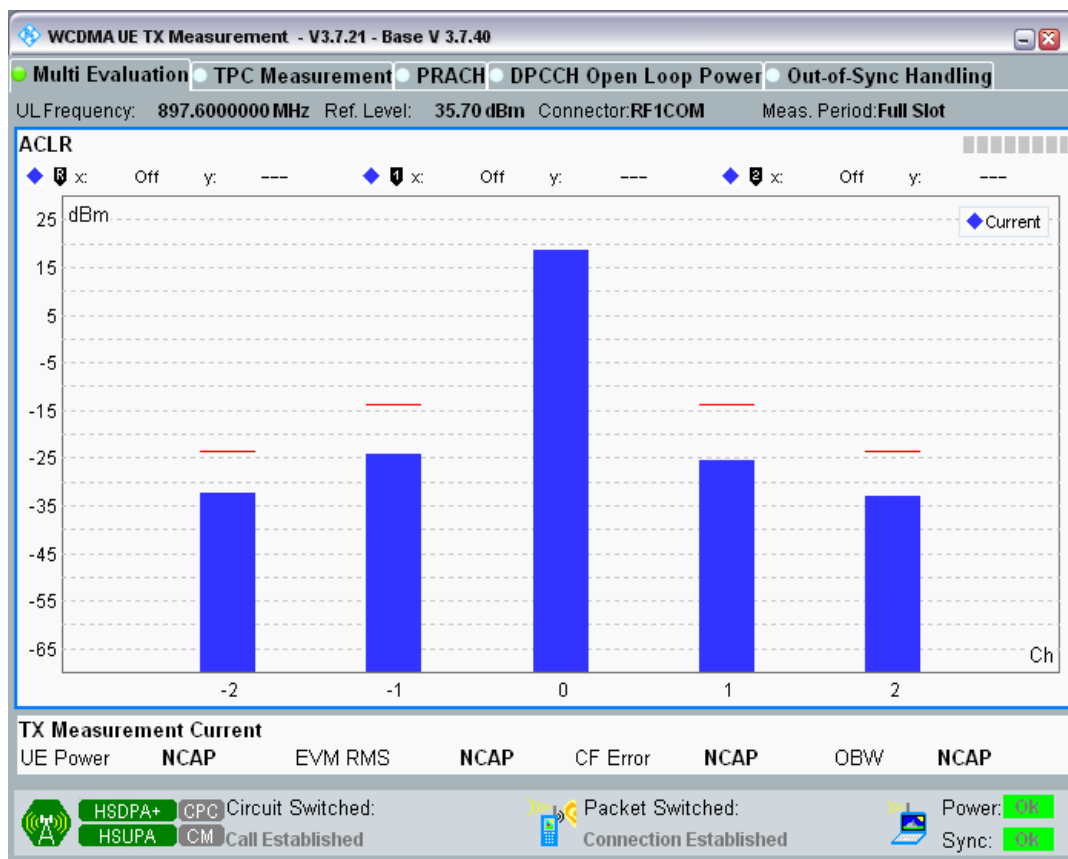 WCDMA UE TX Measurement - V3.7.21 - Base V 3.7.40
Multi Evaluation TPC Measurement PRACH DPCCH Open Loop Power Out-of-Sync Handling
UL Frequency: 897.6000000 MHz Ref. Level: 35.70 dBm Connector:RF1COM Meas. Period:Full Slot
ACLR
R x: Off y: --- 1 x: Off y: --- 2 x: Off y: ---
dBm
Current
25
15
5
-5
-15
-25
-35
-45
-55
-65
Ch
-2 -1 0 1 2
TX Measurement Current
UE Power NCAP EVM RMS NCAP CF Error NCAP OBW NCAP
HSDPA+ CPC Circuit Switched: Packet Switched: Power: Ok
HSUPA CM Call Established Connection Established Sync: Ok